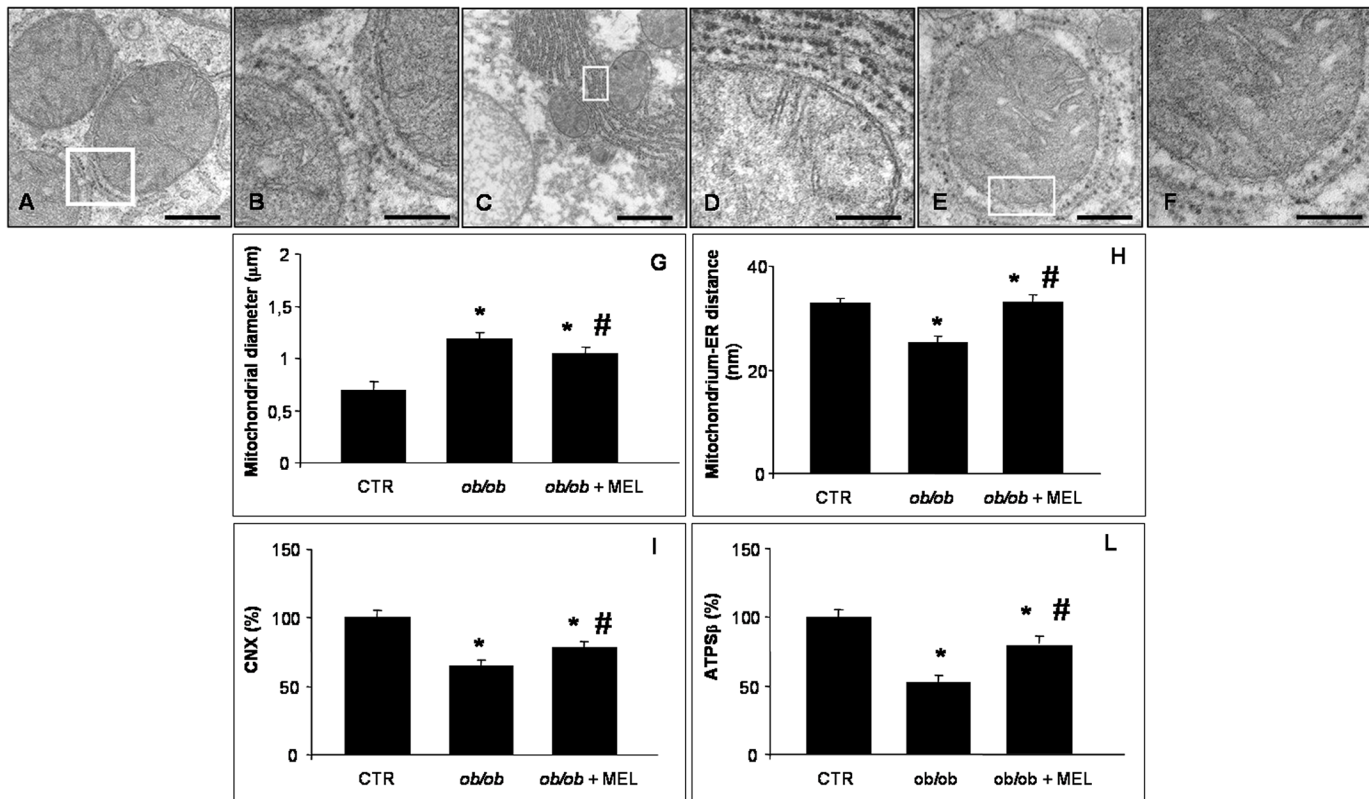 A B C D E F
G
Mitochondrial diameter (µm)
2
1,5
1
0,5
0
*
* #
CTR ob/ob ob/ob + MEL
H
Mitochondrium-ER distance
(nm)
40
20
0
*
* #
CTR ob/ob ob/ob + MEL
I
CNX (%)
150
100
50
0
*
* #
CTR ob/ob ob/ob + MEL
L
ATPSβ (%)
150
100
50
0
*
* #
CTR ob/ob ob/ob + MEL